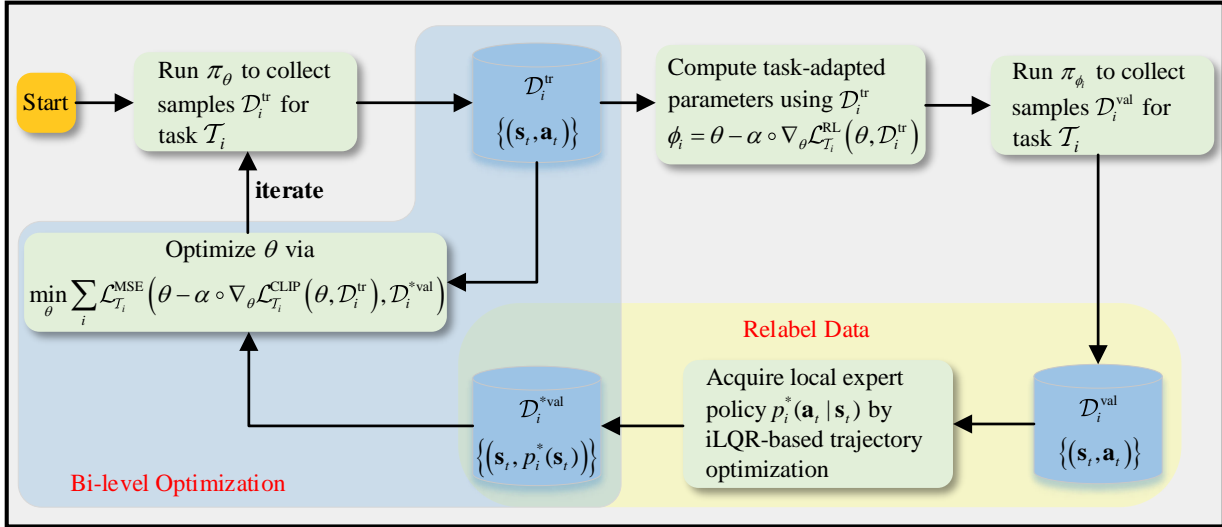 Start
Run π_θ to collect
samples 𝒟_i^tr for
task 𝒯_i
𝒟_i^tr
{(s_t, a_t)}
Compute task-adapted
parameters using 𝒟_i^tr
ϕ_i = θ − α ∘ ∇_θ ℒ_{𝒯_i}^RL (θ, 𝒟_i^tr)
Run π_{ϕ_i} to collect
samples 𝒟_i^val for
task 𝒯_i
iterate
Optimize θ via
min_θ ∑_i ℒ_{𝒯_i}^MSE (θ − α ∘ ∇_θ ℒ_{𝒯_i}^CLIP (θ, 𝒟_i^tr), 𝒟_i^{*val})
Relabel Data
𝒟_i^{*val}
{(s_t, p_i^*(s_t))}
Acquire local expert
policy p_i^*(a_t | s_t) by
iLQR-based trajectory
optimization
𝒟_i^val
{(s_t, a_t)}
Bi-level Optimization